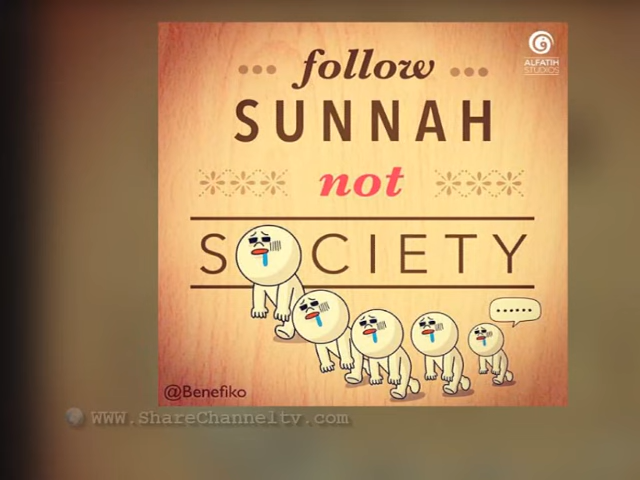 ALFATIH
STUDIOS
follow
SUNNAH
not
SOCIETY
......
@Benefiko
www.ShareChanneltv.com